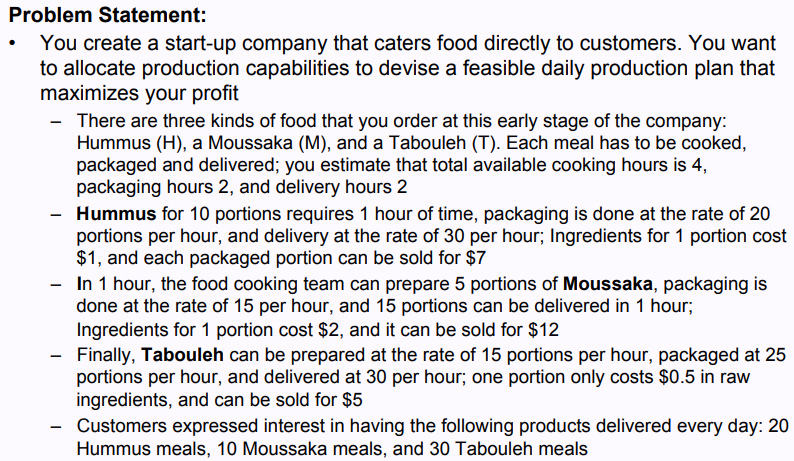 Problem Statement:
• You create a start-up company that caters food directly to customers. You want
to allocate production capabilities to devise a feasible daily production plan that
maximizes your profit
– There are three kinds of food that you order at this early stage of the company:
Hummus (H), a Moussaka (M), and a Tabouleh (T). Each meal has to be cooked,
packaged and delivered; you estimate that total available cooking hours is 4,
packaging hours 2, and delivery hours 2
– Hummus for 10 portions requires 1 hour of time, packaging is done at the rate of 20
portions per hour, and delivery at the rate of 30 per hour; Ingredients for 1 portion cost
$1, and each packaged portion can be sold for $7
– In 1 hour, the food cooking team can prepare 5 portions of Moussaka, packaging is
done at the rate of 15 per hour, and 15 portions can be delivered in 1 hour;
Ingredients for 1 portion cost $2, and it can be sold for $12
– Finally, Tabouleh can be prepared at the rate of 15 portions per hour, packaged at 25
portions per hour, and delivered at 30 per hour; one portion only costs $0.5 in raw
ingredients, and can be sold for $5
– Customers expressed interest in having the following products delivered every day: 20
Hummus meals, 10 Moussaka meals, and 30 Tabouleh meals